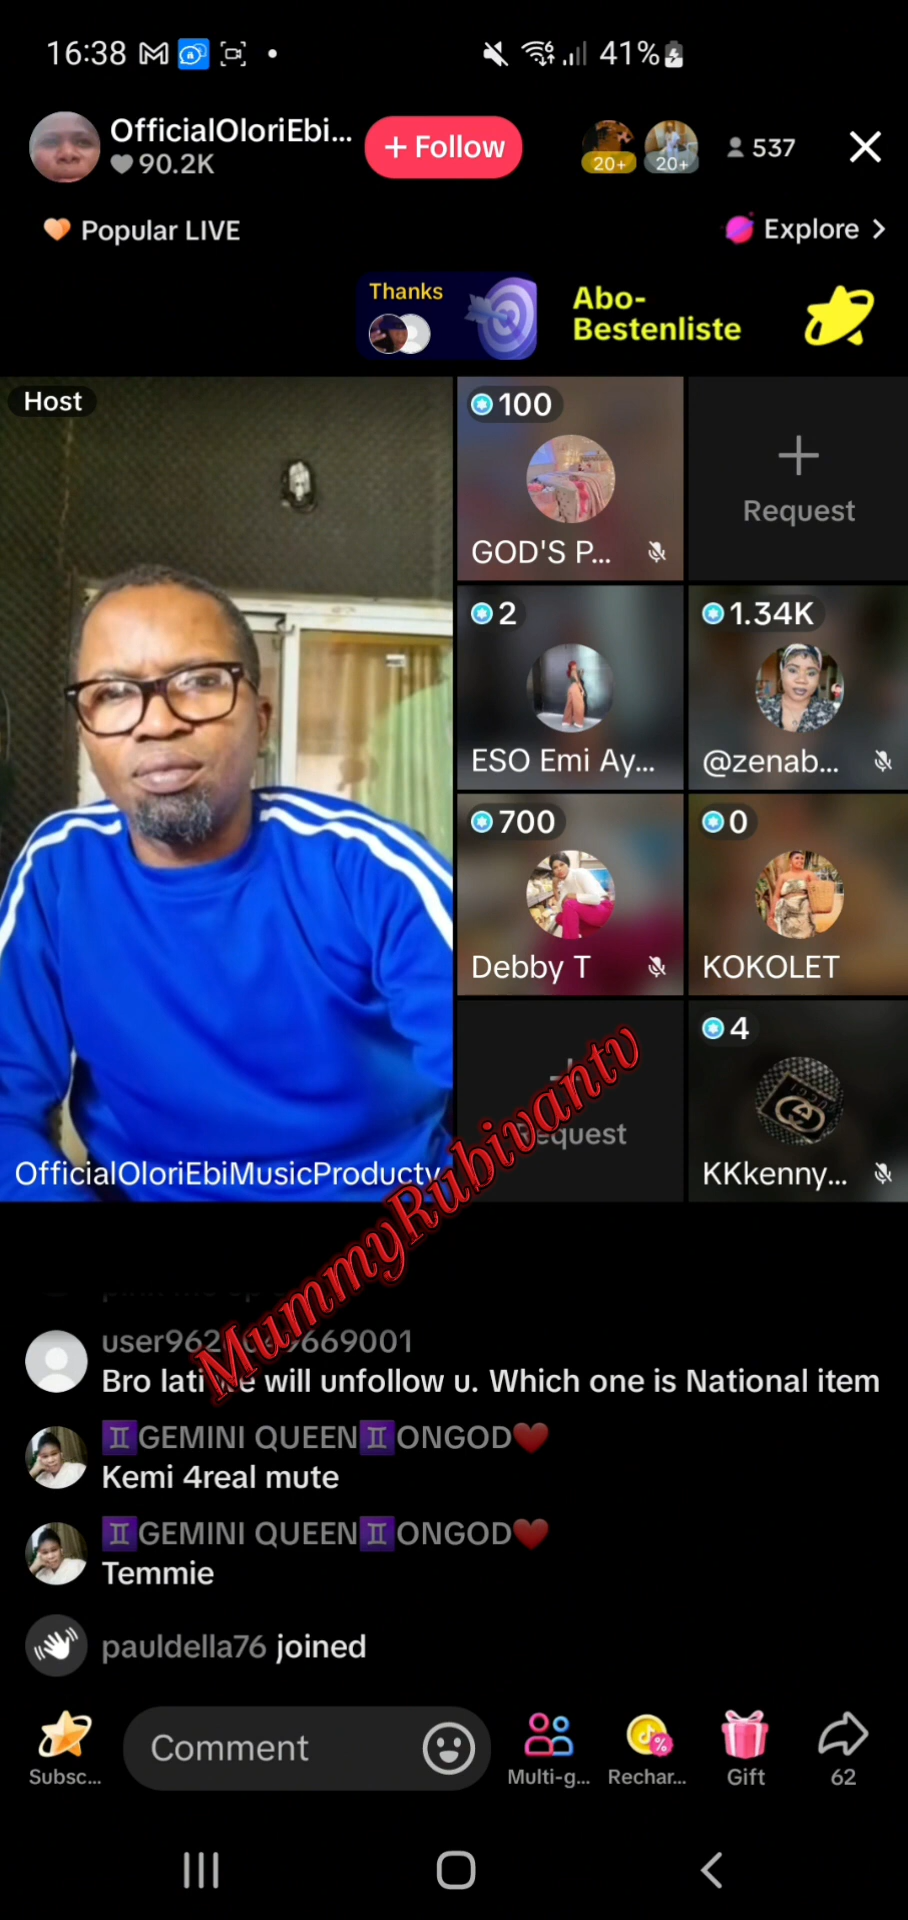 16:38
41%
OfficialOloriEbi...
90.2K
+ Follow
20+
20+
537
Popular LIVE
Explore >
Thanks
Abo-
Bestenliste
Host
100
GOD'S P...
Request
2
ESO Emi Ay...
1.34K
@zenab...
700
Debby T
0
KOKOLET
Request
4
KKkenny...
OfficialOloriEbiMusicProductv
MummyRubivantv
Bro lati we will unfollow u. Which one is National item
♊GEMINI QUEEN♊ONGOD❤️
Kemi 4real mute
♊GEMINI QUEEN♊ONGOD❤️
Temmie
pauldella76 joined
Comment
Subsc...
Multi-g...
Rechar...
Gift
62